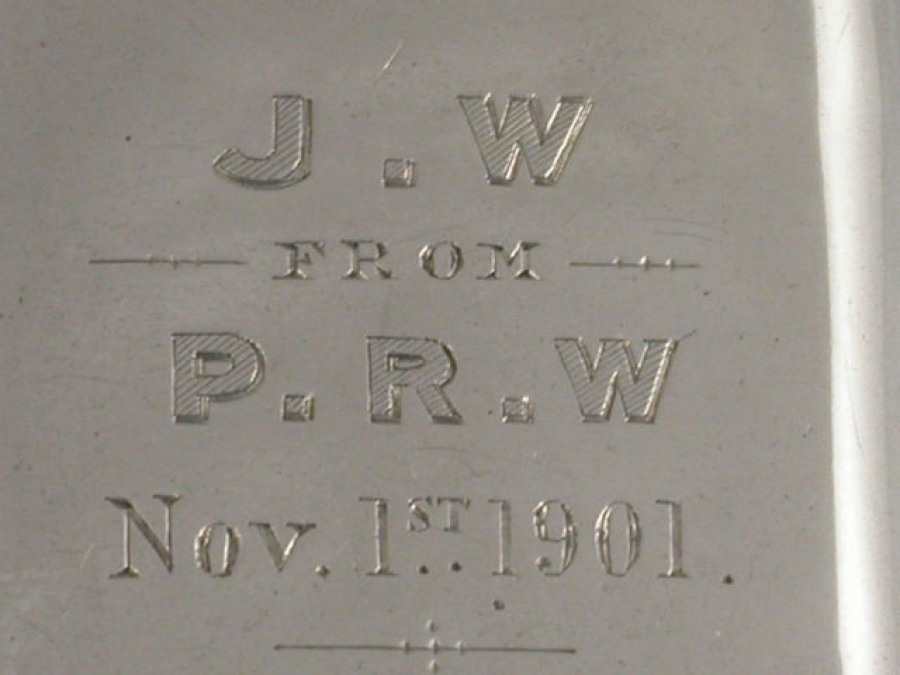 J . W
FROM
P. R. W
Nov. 1ST.. 1901.